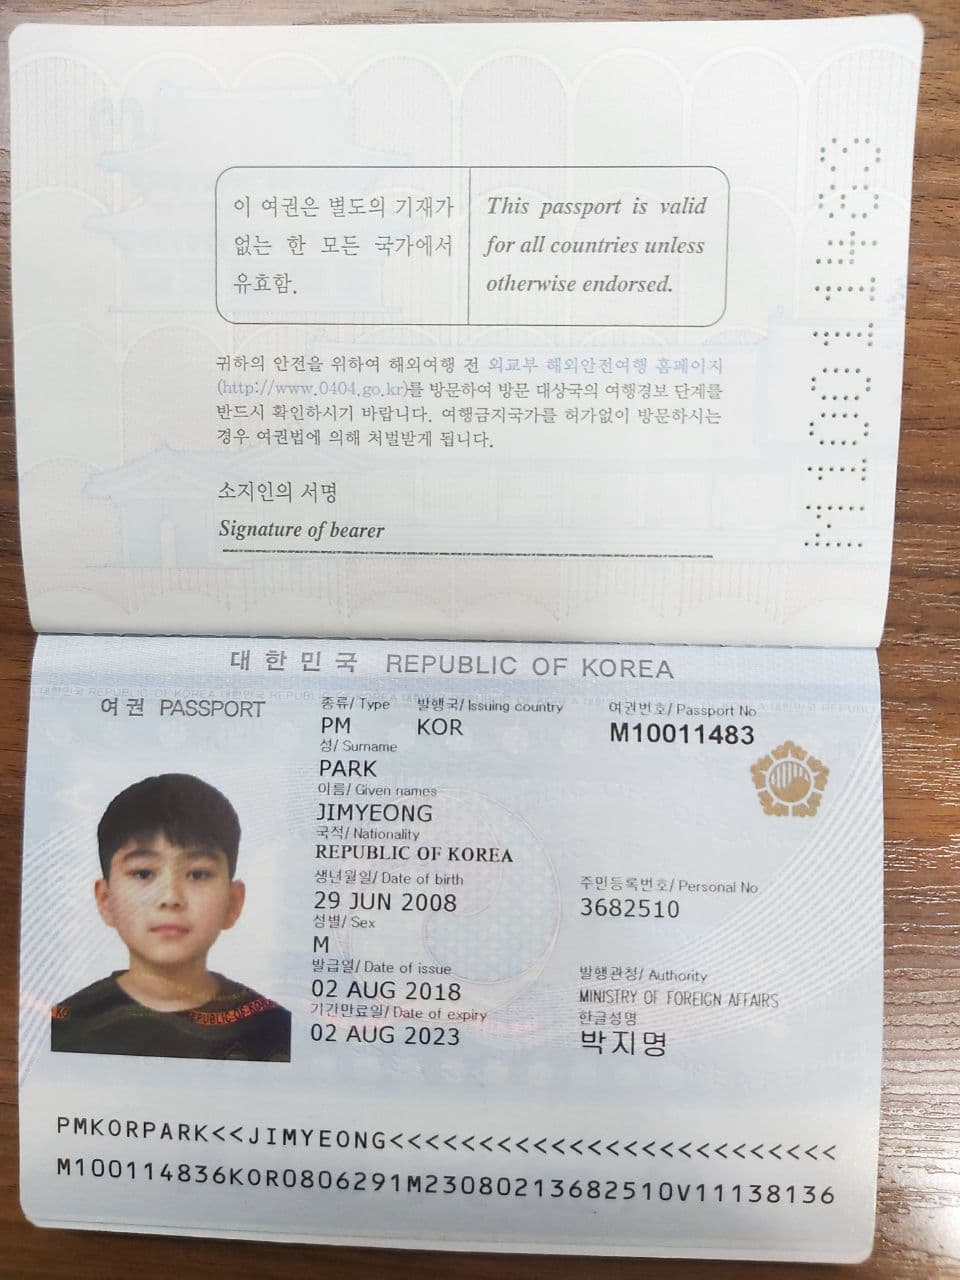 이 여권은 별도의 기재가
없는 한 모든 국가에서
유효함.
This passport is valid
for all countries unless
otherwise endorsed.
귀하의 안전을 위하여 해외여행 전 외교부 해외안전여행 홈페이지
(http://www.0404.go.kr)를 방문하여 방문 대상국의 여행경보 단계를
반드시 확인하시기 바랍니다. 여행금지국가를 허가없이 방문하시는
경우 여권법에 의해 처벌받게 됩니다.
소지인의 서명
Signature of bearer
M10011483
대한민국 REPUBLIC OF KOREA
여권 PASSPORT
종류/ Type 발행국/ Issuing country 여권번호/ Passport No
PM KOR M10011483
성/ Surname
PARK
이름/ Given names
JIMYEONG
국적/ Nationality
REPUBLIC OF KOREA
생년월일/ Date of birth 주민등록번호/ Personal No
29 JUN 2008 3682510
성별/ Sex
M
발급일/ Date of issue 발행관청/ Authority
02 AUG 2018 MINISTRY OF FOREIGN AFFAIRS
기간만료일/ Date of expiry 한글성명
02 AUG 2023 박지명
PMKORPARK<<JIMYEONG<<<<<<<<<<<<<<<<<<<<<<<<<
M100114836KOR0806291M23080213682510V11138136